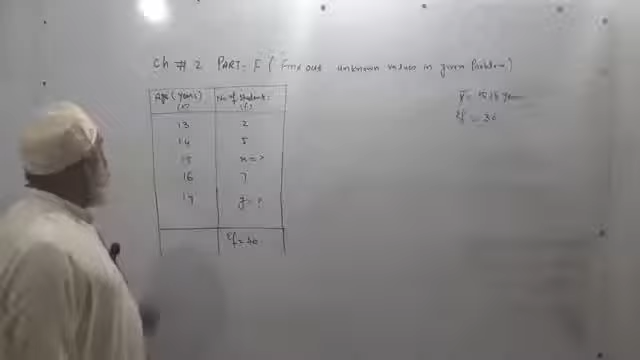 Ch # 2 PART- F ( Find out unknown values in given Problem)
Age (years) (x) No of students (f)
13 2
14 5
15 x = ?
16 7
17 y = ?
Σf =
Σf = 30